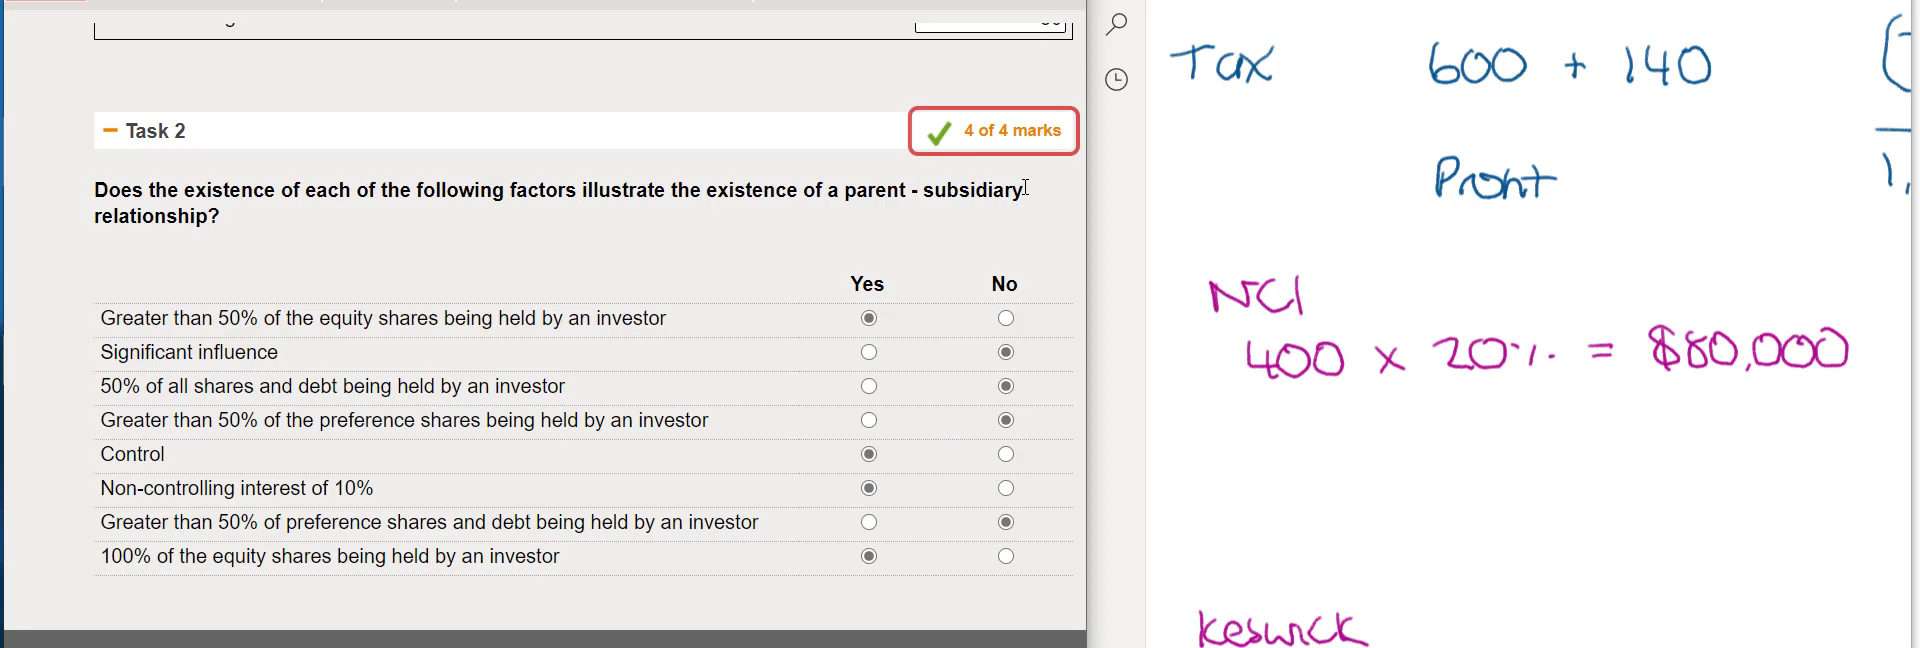 Task 2
4 of 4 marks
Does the existence of each of the following factors illustrate the existence of a parent - subsidiary
relationship?
Yes No
Greater than 50% of the equity shares being held by an investor
Significant influence
50% of all shares and debt being held by an investor
Greater than 50% of the preference shares being held by an investor
Control
Non-controlling interest of 10%
Greater than 50% of preference shares and debt being held by an investor
100% of the equity shares being held by an investor
Tax 600 + 140
Profit
NCI
400 x 20% = $80,000
Keswick